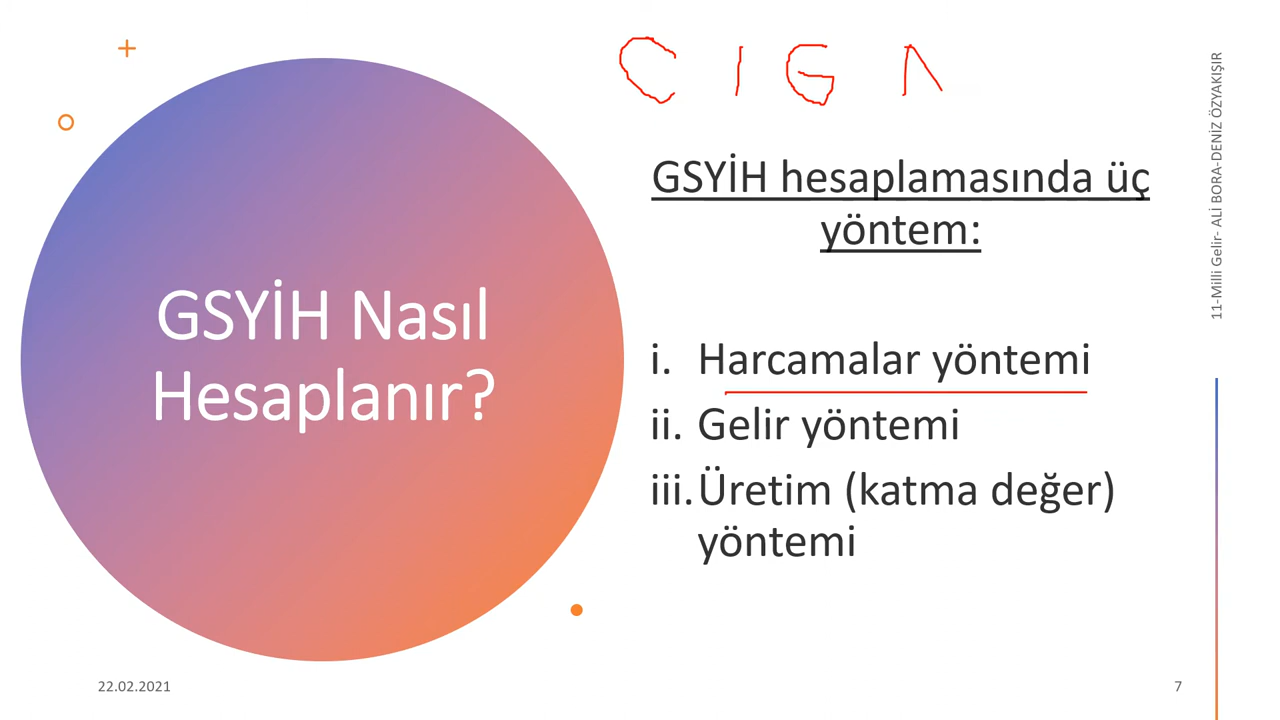 C I G
GSYİH Nasıl
Hesaplanır?
GSYİH hesaplamasında üç
yöntem:
i. Harcamalar yöntemi
ii. Gelir yöntemi
iii. Üretim (katma değer)
yöntemi
11-Milli Gelir- ALİ BORA-DENİZ ÖZYAKIŞIR
22.02.2021
7